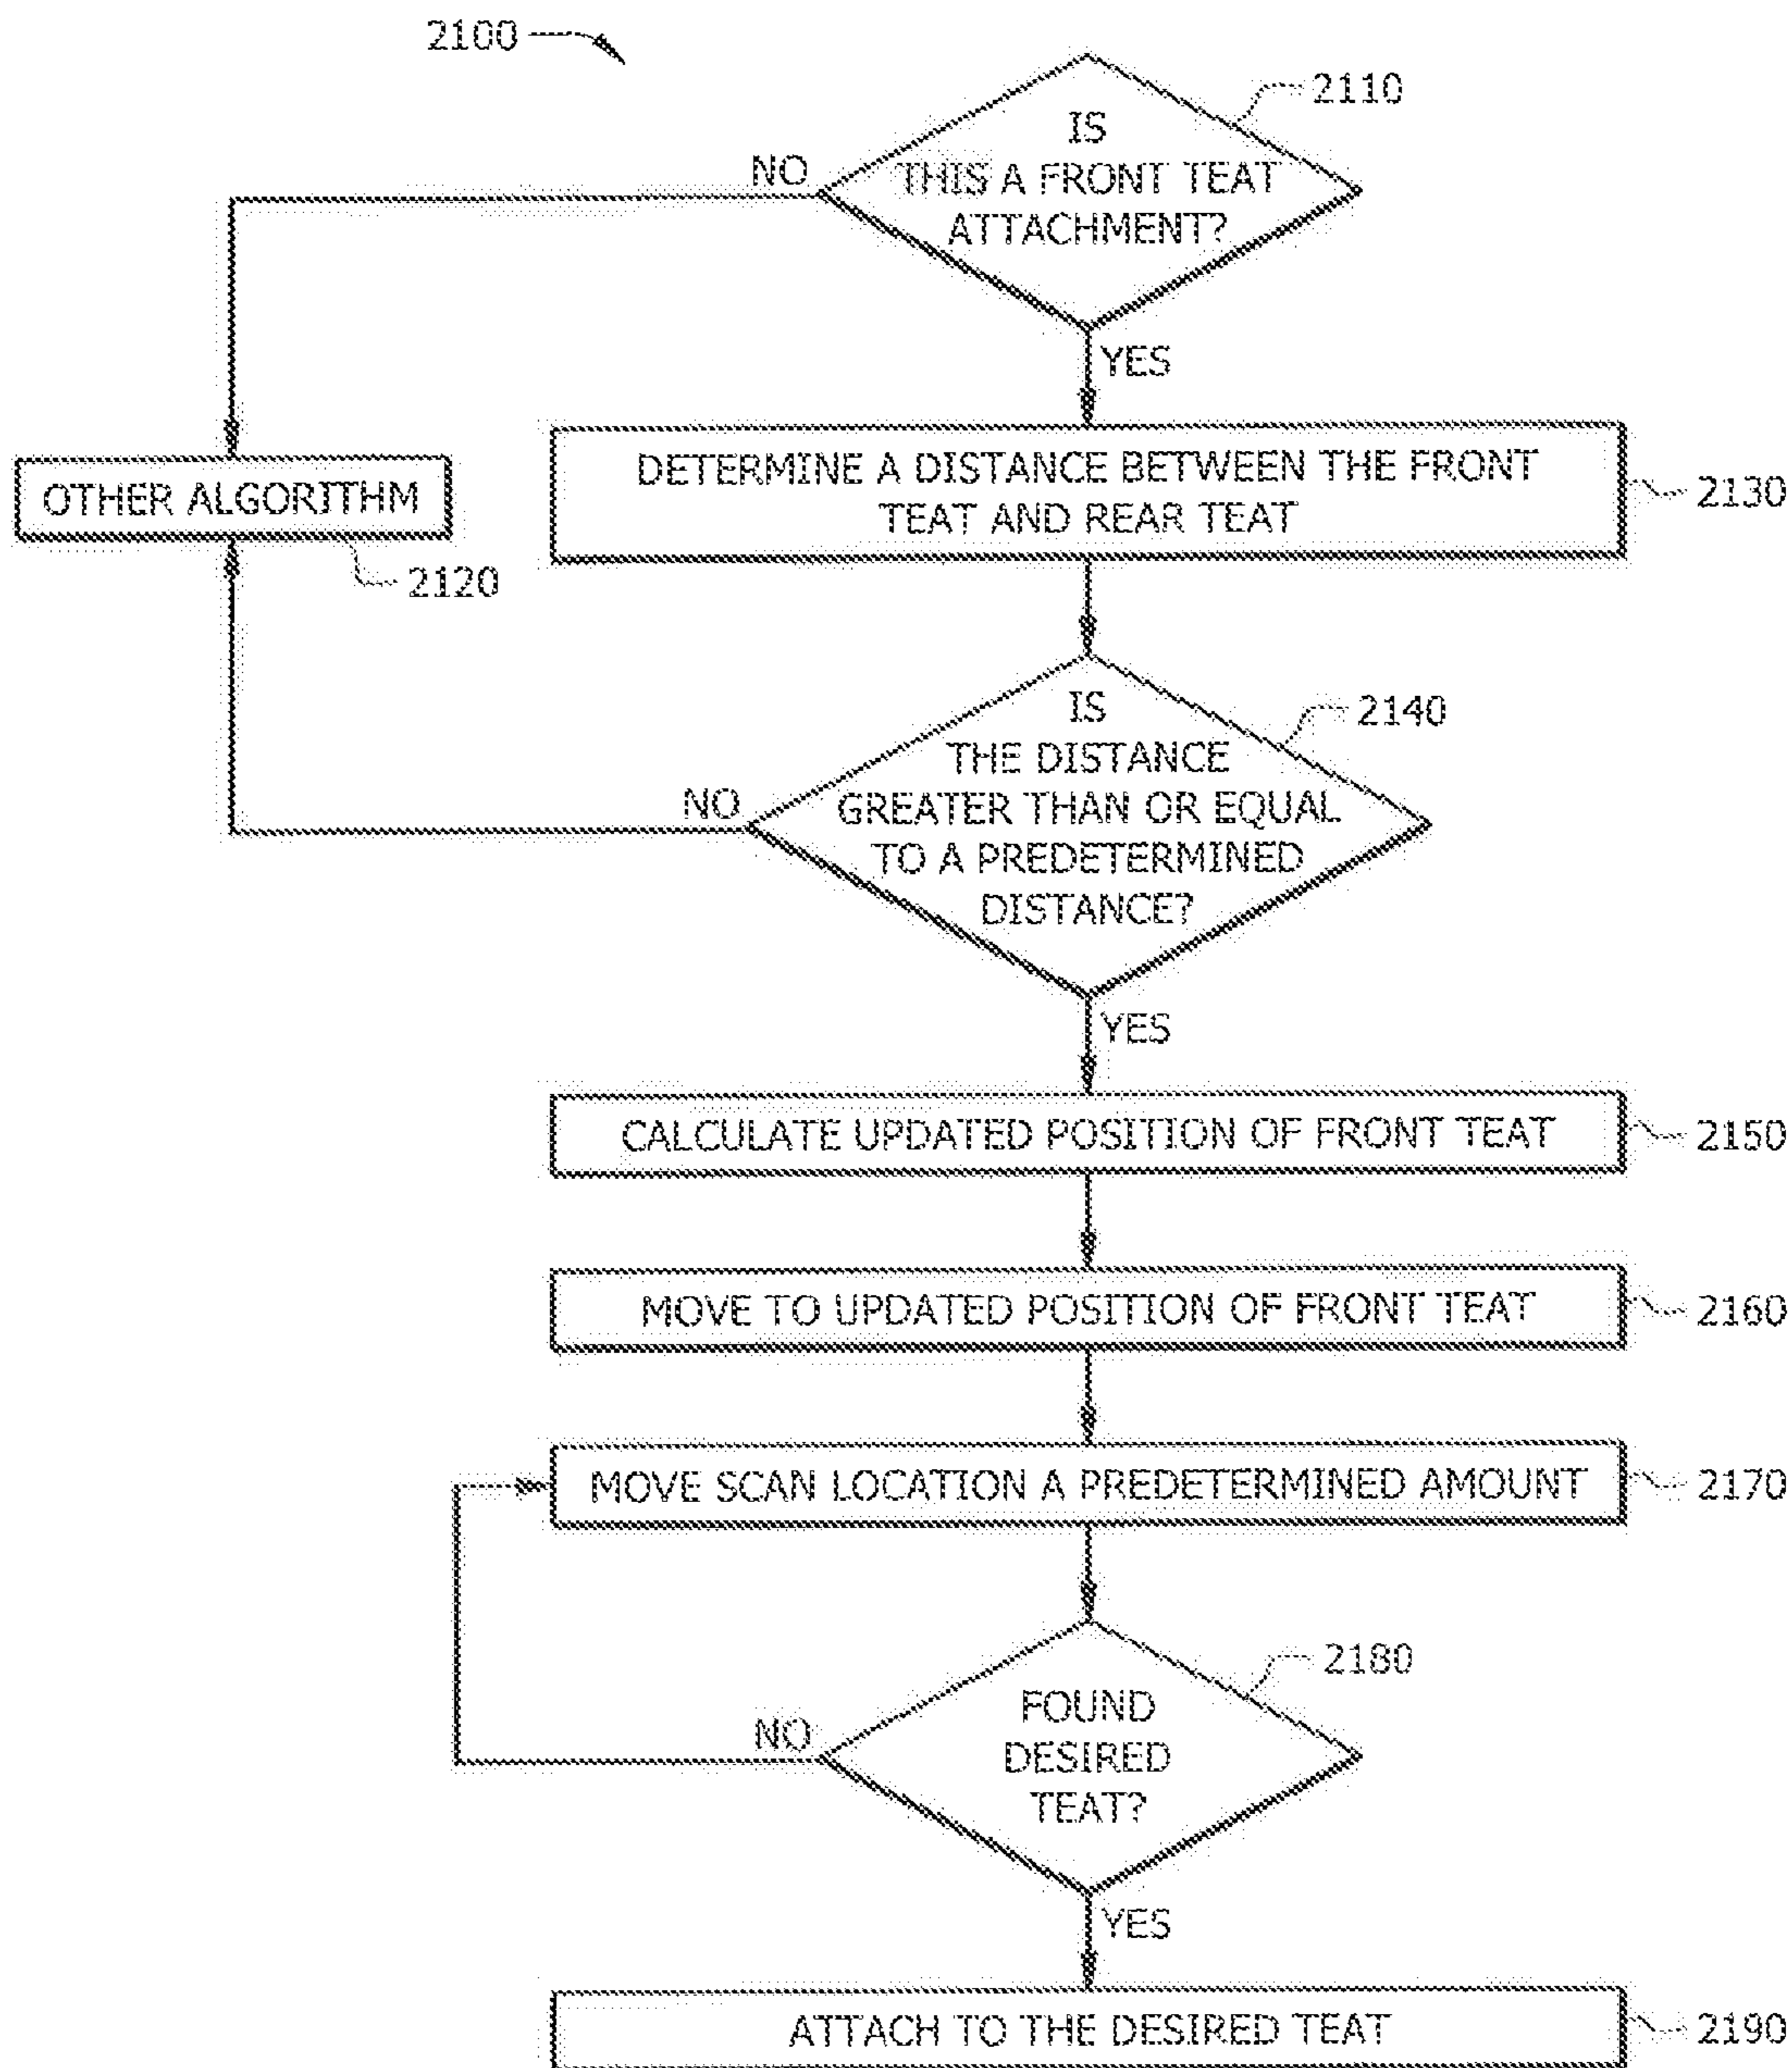 2100
2110
IS
THIS A FRONT TEAT
ATTACHMENT?
NO
YES
DETERMINE A DISTANCE BETWEEN THE FRONT
TEAT AND REAR TEAT
2130
OTHER ALGORITHM
2120
IS
THE DISTANCE
GREATER THAN OR EQUAL
TO A PREDETERMINED
DISTANCE?
2140
NO
YES
CALCULATE UPDATED POSITION OF FRONT TEAT
2150
MOVE TO UPDATED POSITION OF FRONT TEAT
2160
MOVE SCAN LOCATION A PREDETERMINED AMOUNT
2170
2180
FOUND
DESIRED
TEAT?
NO
YES
ATTACH TO THE DESIRED TEAT
2190